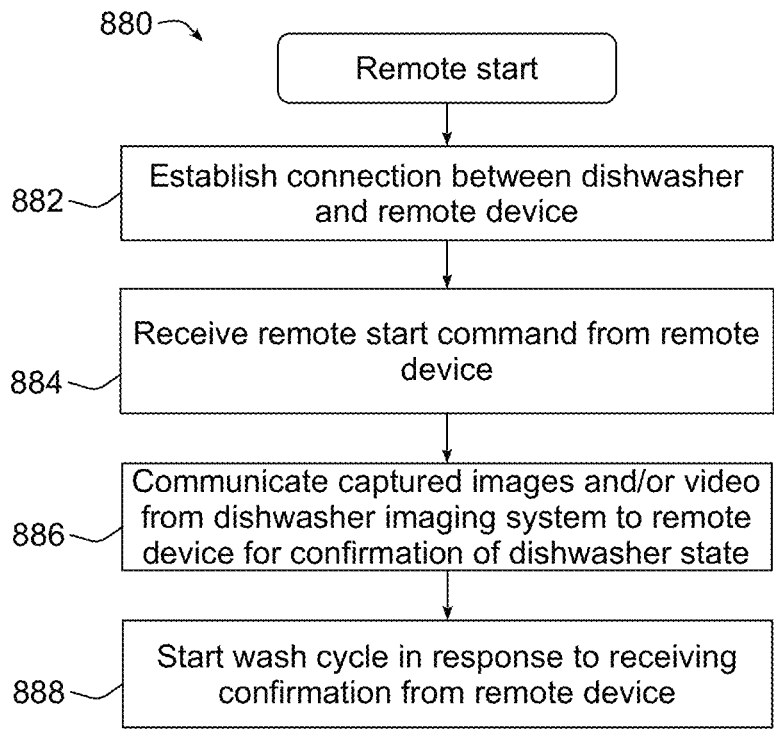 880
Remote start
882
Establish connection between dishwasher
and remote device
884
Receive remote start command from remote
device
886
Communicate captured images and/or video
from dishwasher imaging system to remote
device for confirmation of dishwasher state
888
Start wash cycle in response to receiving
confirmation from remote device